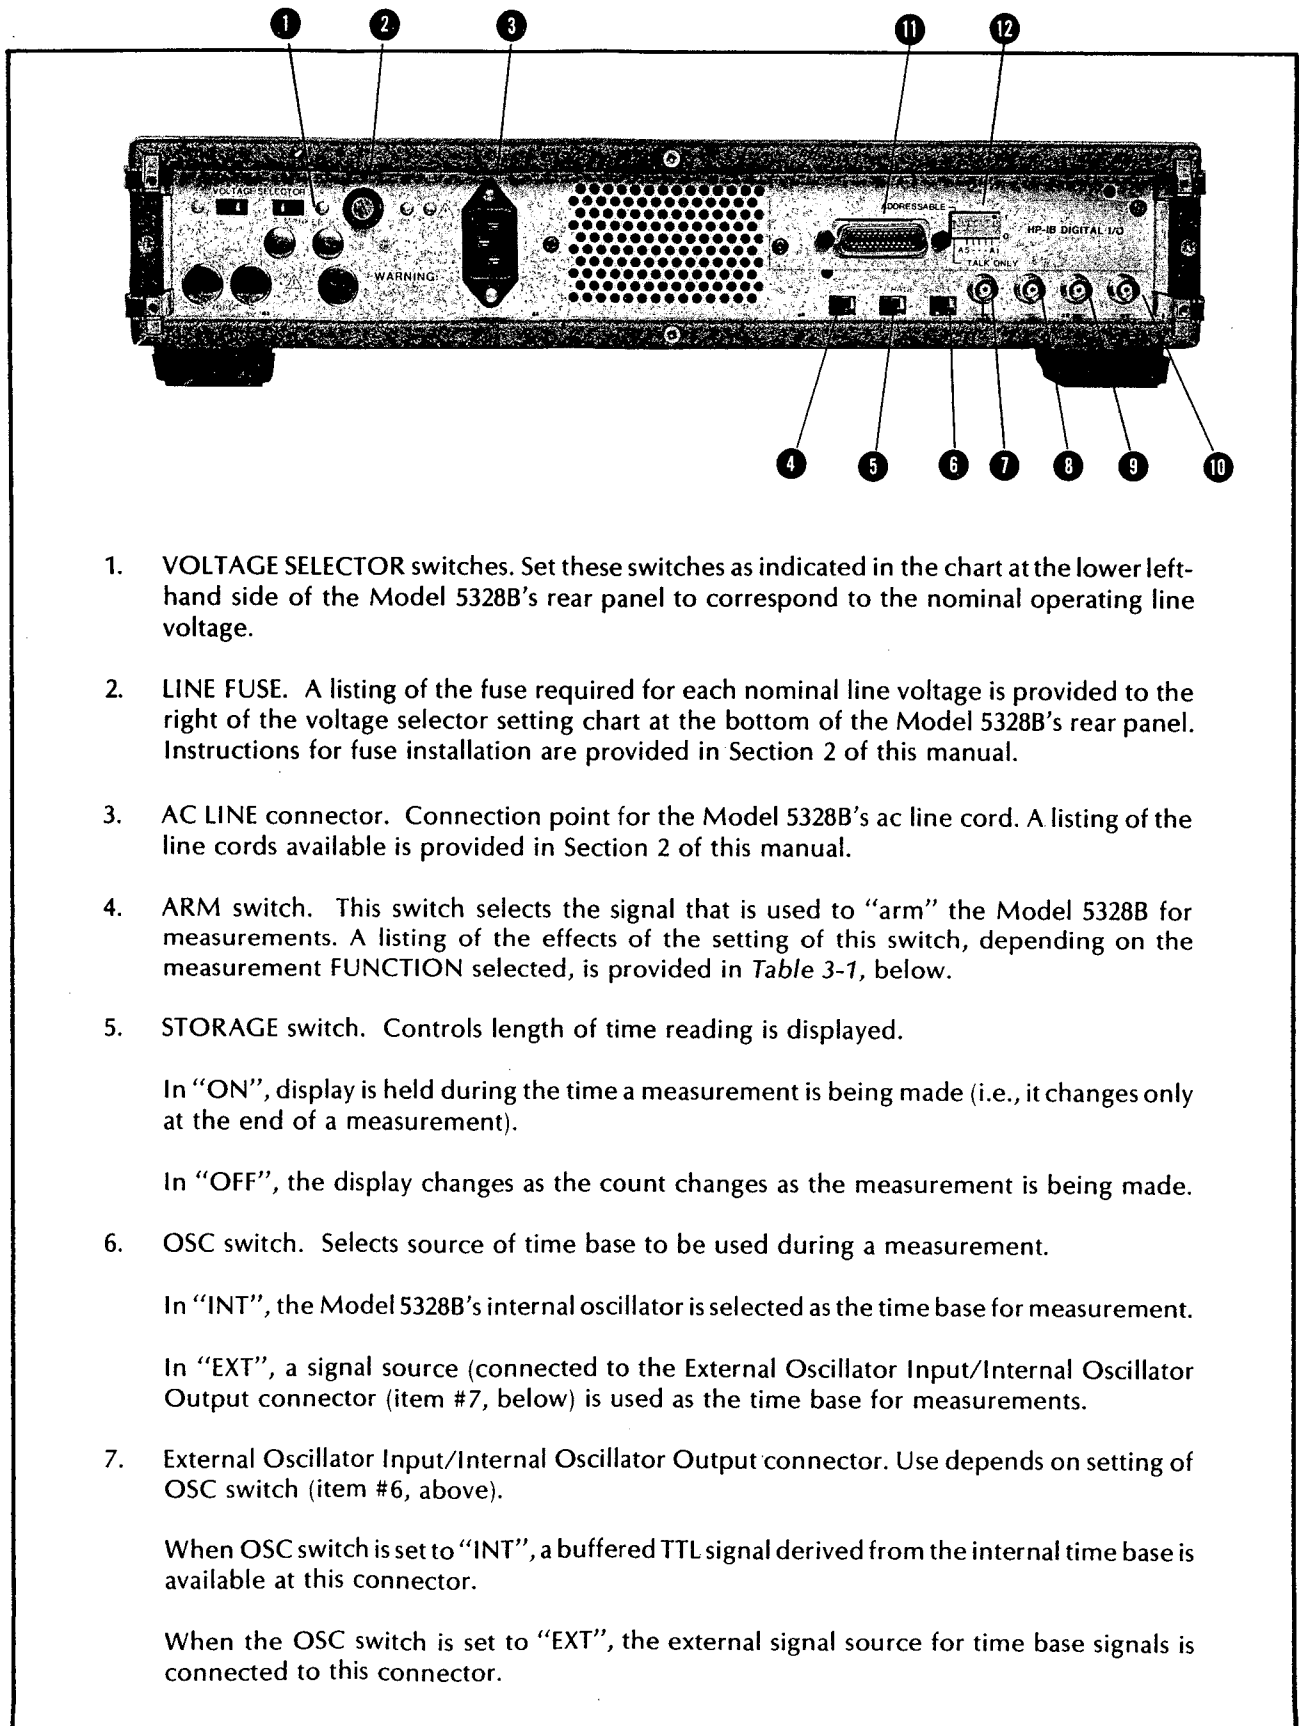 1 2 3 11 12
VOLTAGE SELECTOR
ADDRESSABLE
0
HP-IB DIGITAL I/O
A5 - - - A1
TALK ONLY
WARNING:
4 5 6 7 8 9 10
1. VOLTAGE SELECTOR switches. Set these switches as indicated in the chart at the lower left-
hand side of the Model 5328B's rear panel to correspond to the nominal operating line
voltage.
2. LINE FUSE. A listing of the fuse required for each nominal line voltage is provided to the
right of the voltage selector setting chart at the bottom of the Model 5328B's rear panel.
Instructions for fuse installation are provided in Section 2 of this manual.
3. AC LINE connector. Connection point for the Model 5328B's ac line cord. A listing of the
line cords available is provided in Section 2 of this manual.
4. ARM switch. This switch selects the signal that is used to "arm" the Model 5328B for
measurements. A listing of the effects of the setting of this switch, depending on the
measurement FUNCTION selected, is provided in Table 3-1, below.
5. STORAGE switch. Controls length of time reading is displayed.
In "ON", display is held during the time a measurement is being made (i.e., it changes only
at the end of a measurement).
In "OFF", the display changes as the count changes as the measurement is being made.
6. OSC switch. Selects source of time base to be used during a measurement.
In "INT", the Model 5328B's internal oscillator is selected as the time base for measurement.
In "EXT", a signal source (connected to the External Oscillator Input/Internal Oscillator
Output connector (item #7, below) is used as the time base for measurements.
7. External Oscillator Input/Internal Oscillator Output connector. Use depends on setting of
OSC switch (item #6, above).
When OSC switch is set to "INT", a buffered TTL signal derived from the internal time base is
available at this connector.
When the OSC switch is set to "EXT", the external signal source for time base signals is
connected to this connector.